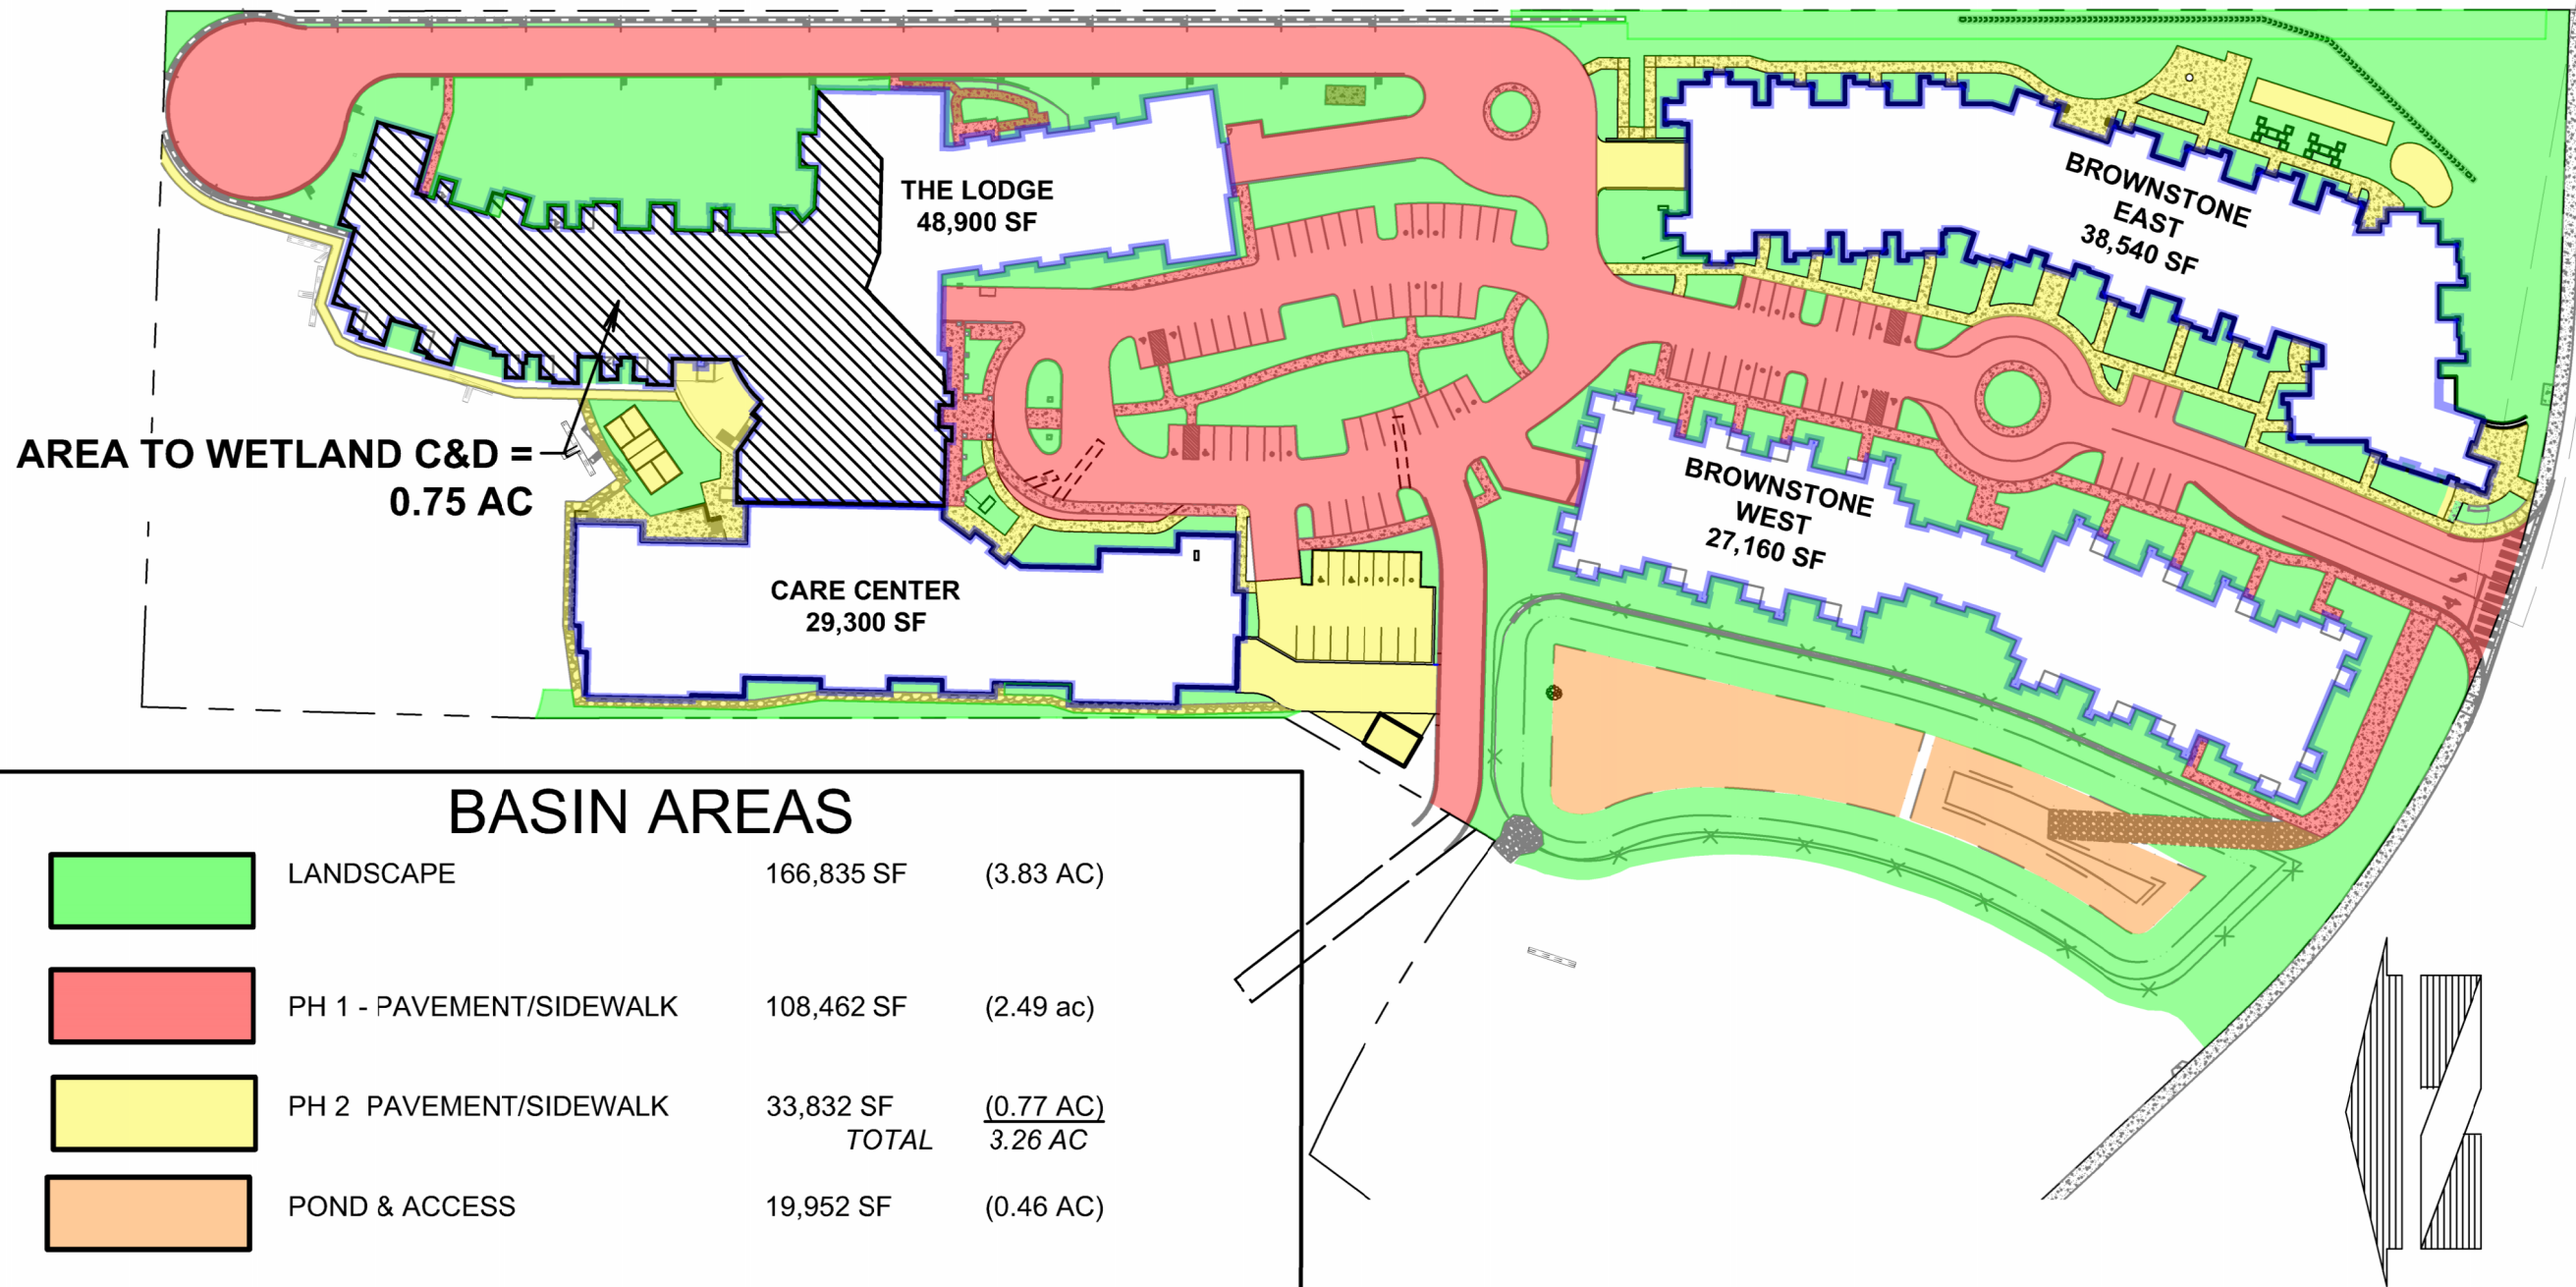 THE LODGE
48,900 SF
BROWNSTONE
EAST
38,540 SF
AREA TO WETLAND C&D =
0.75 AC
BROWNSTONE
WEST
27,160 SF
CARE CENTER
29,300 SF
BASIN AREAS
LANDSCAPE 166,835 SF (3.83 AC)
PH 1 - PAVEMENT/SIDEWALK 108,462 SF (2.49 ac)
PH 2 PAVEMENT/SIDEWALK 33,832 SF (0.77 AC)
TOTAL 3.26 AC
POND & ACCESS 19,952 SF (0.46 AC)